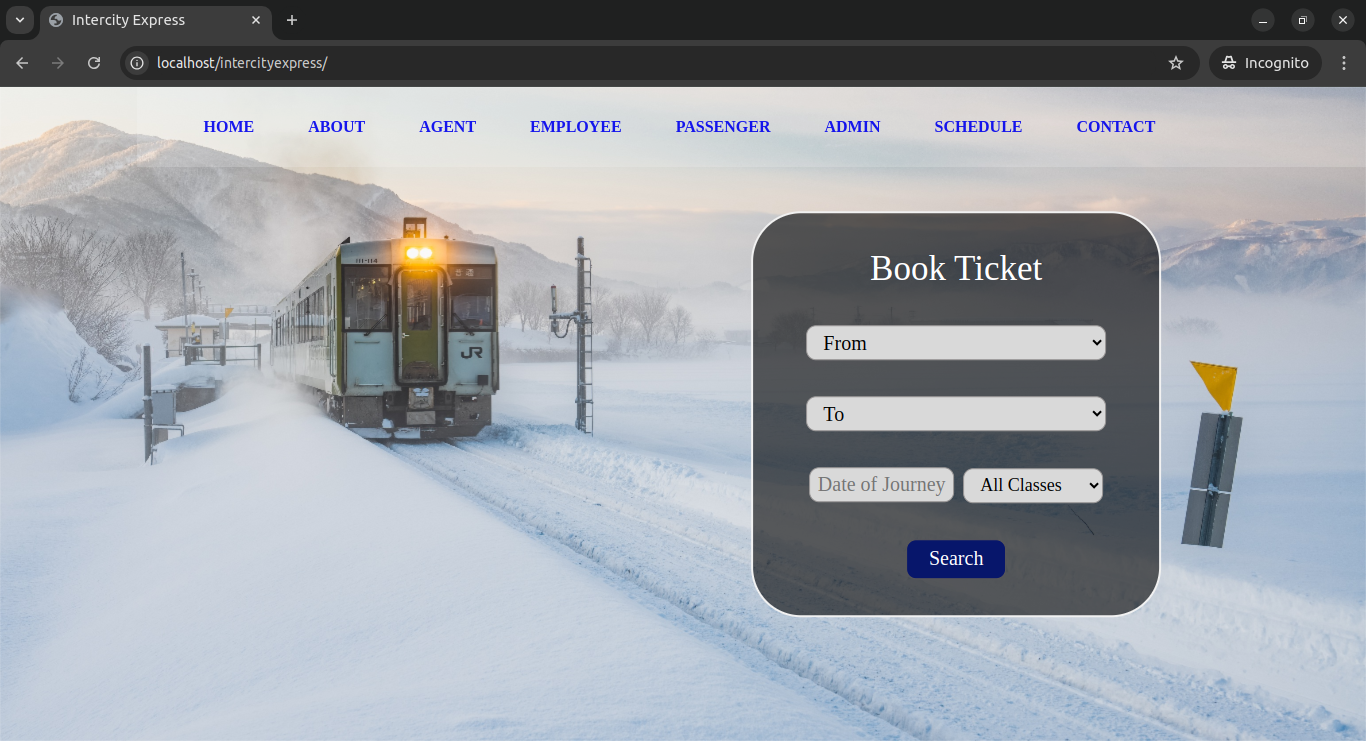 Intercity Express
localhost/intercityexpress/
Incognito
HOME ABOUT AGENT EMPLOYEE PASSENGER ADMIN SCHEDULE CONTACT
Book Ticket
From
To
Date of Journey All Classes
Search
JR